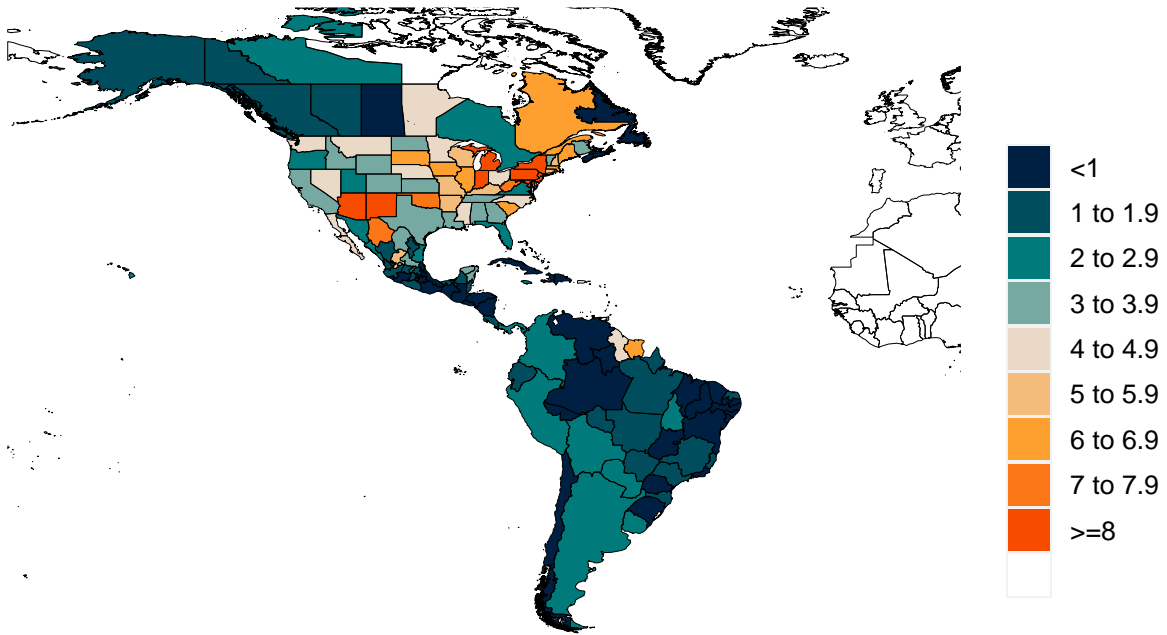 <1
1 to 1.9
2 to 2.9
3 to 3.9
4 to 4.9
5 to 5.9
6 to 6.9
7 to 7.9
>=8